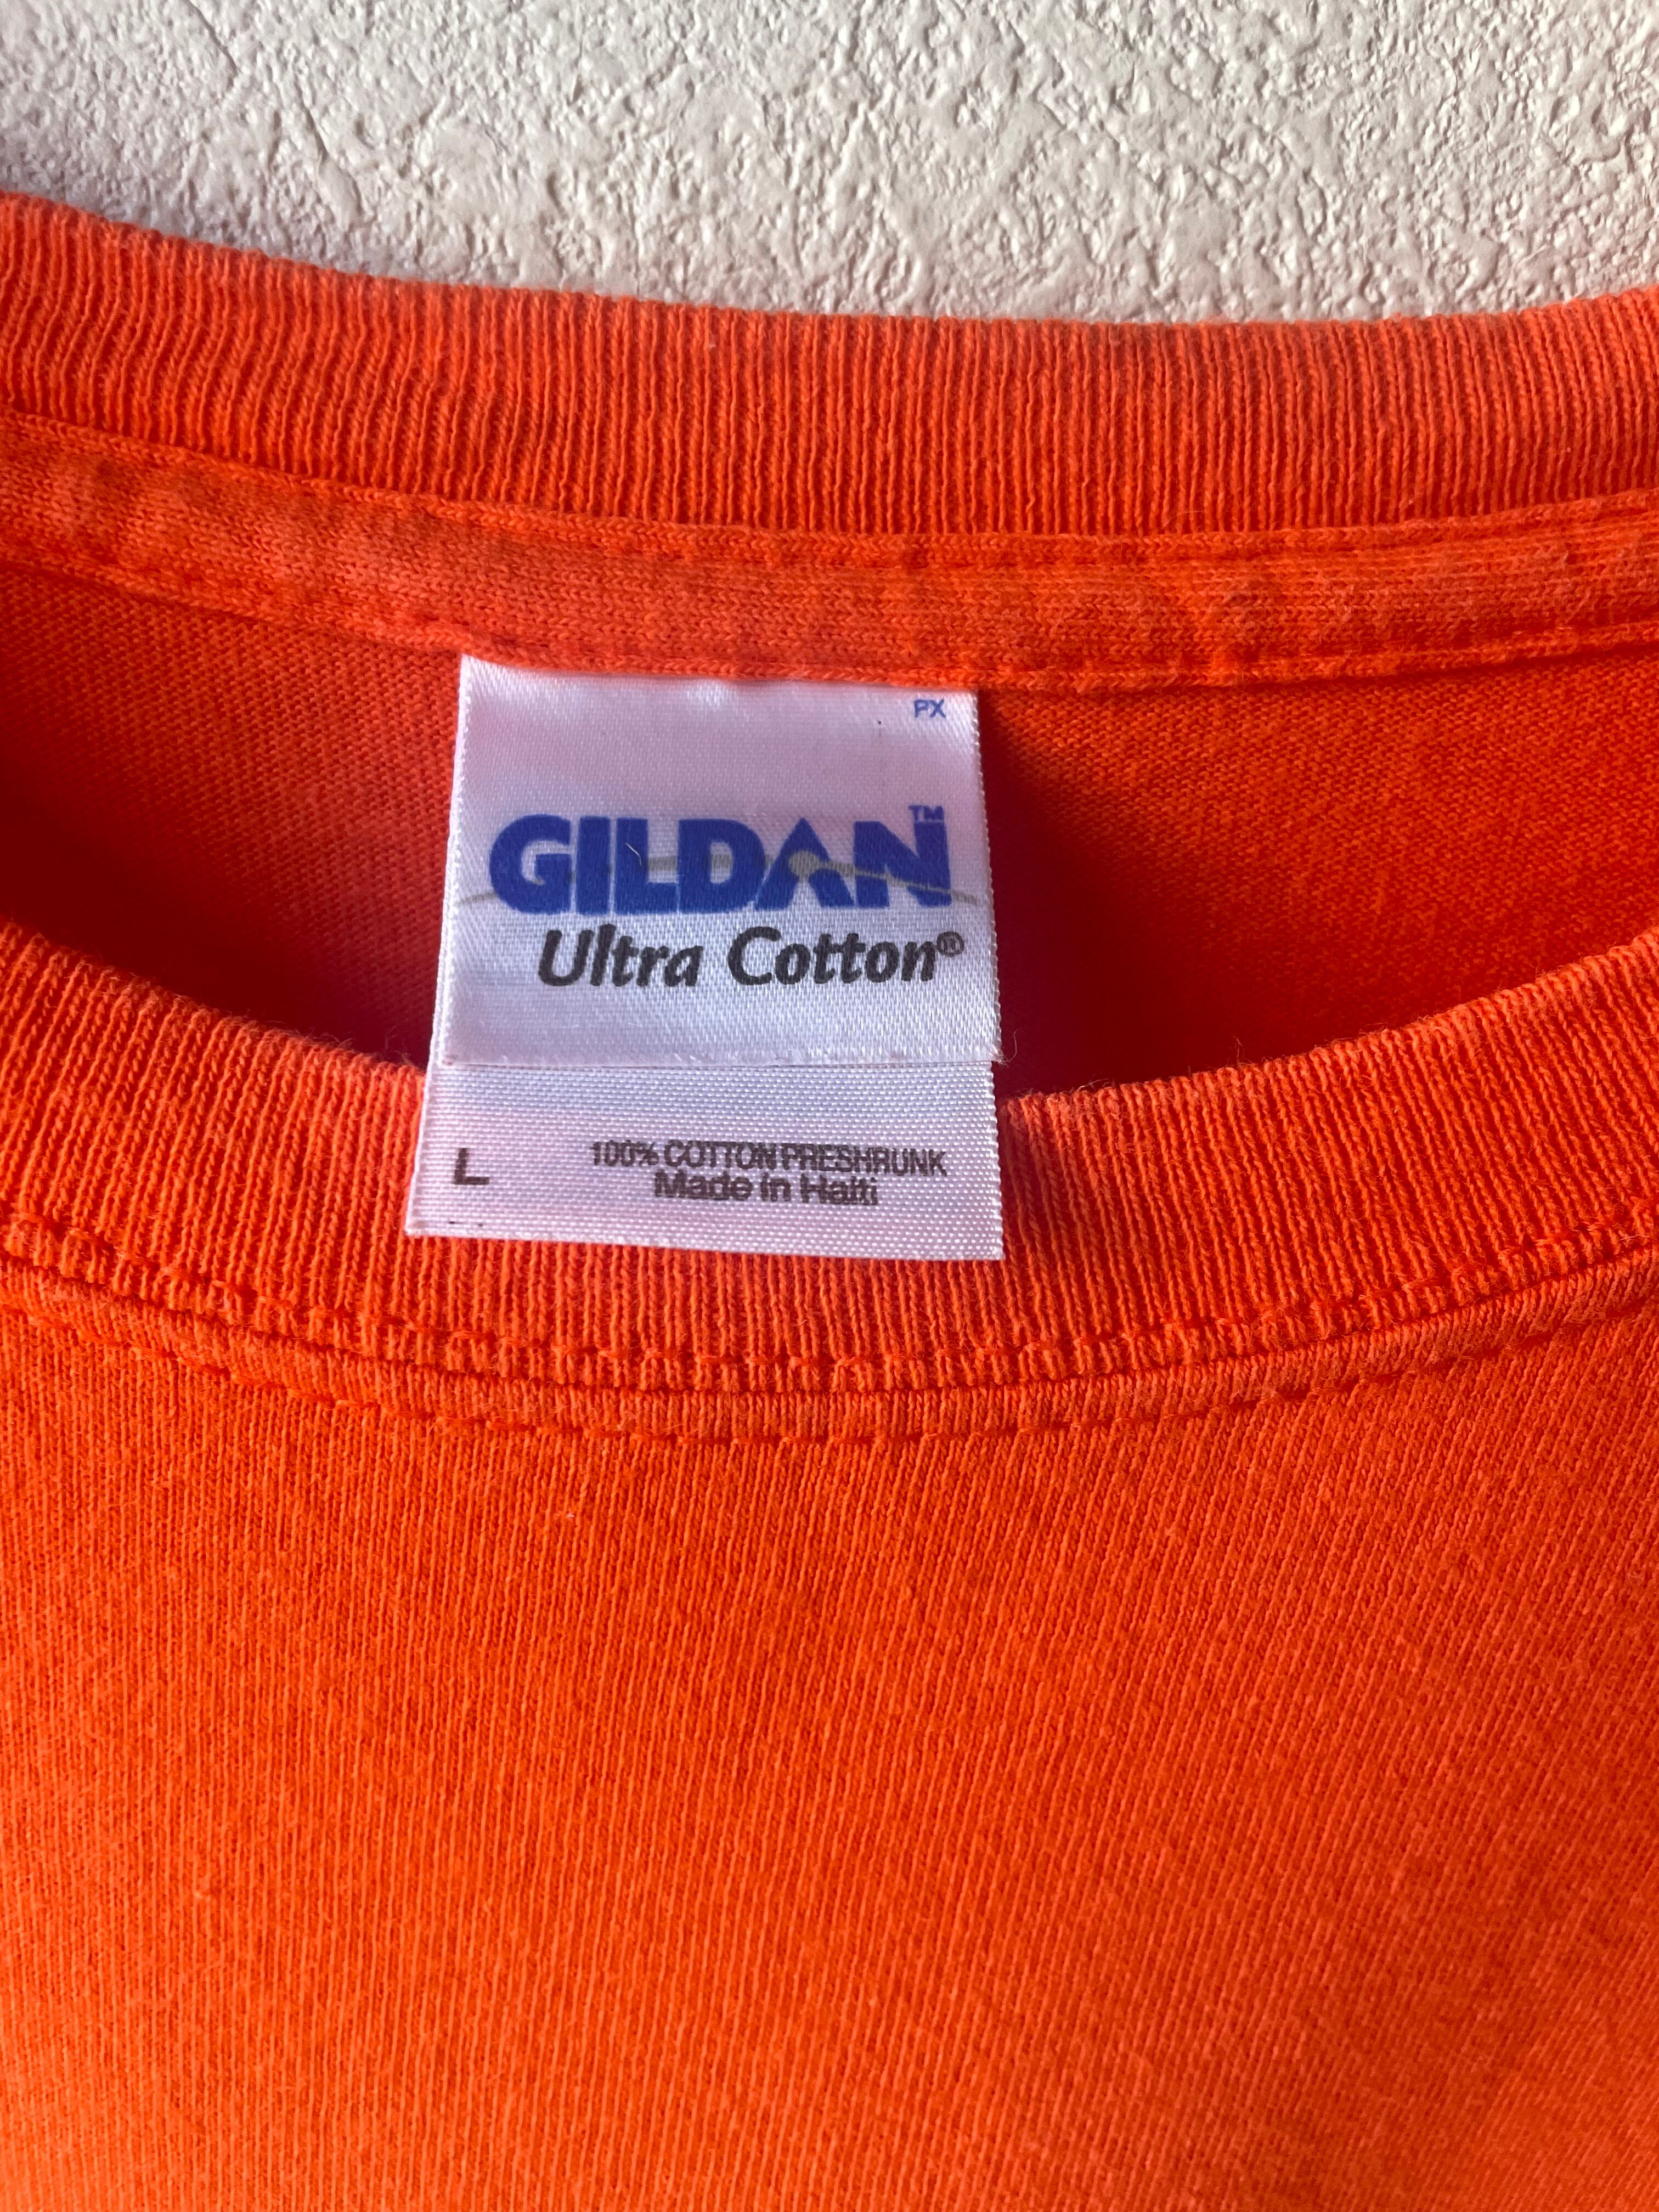 PX
GILDAN™
Ultra Cotton®
L 100% COTTON PRESHRUNK
Made in Haiti